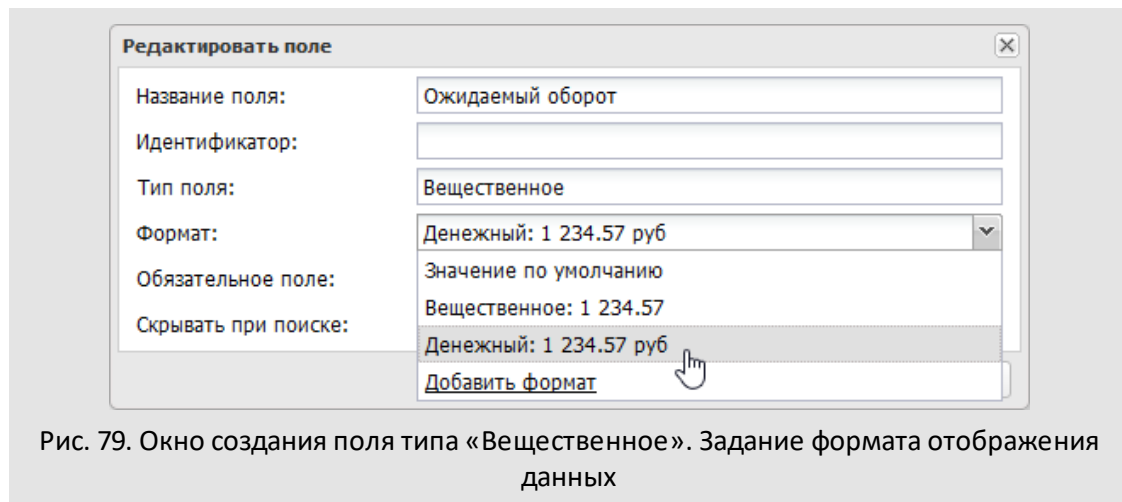 Редактировать поле
Название поля: Ожидаемый оборот
Идентификатор:
Тип поля: Вещественное
Формат: Денежный: 1 234.57 руб
Обязательное поле: Значение по умолчанию
Вещественное: 1 234.57
Скрывать при поиске:
Денежный: 1 234.57 руб
Добавить формат
Рис. 79. Окно создания поля типа «Вещественное». Задание формата отображения
данных